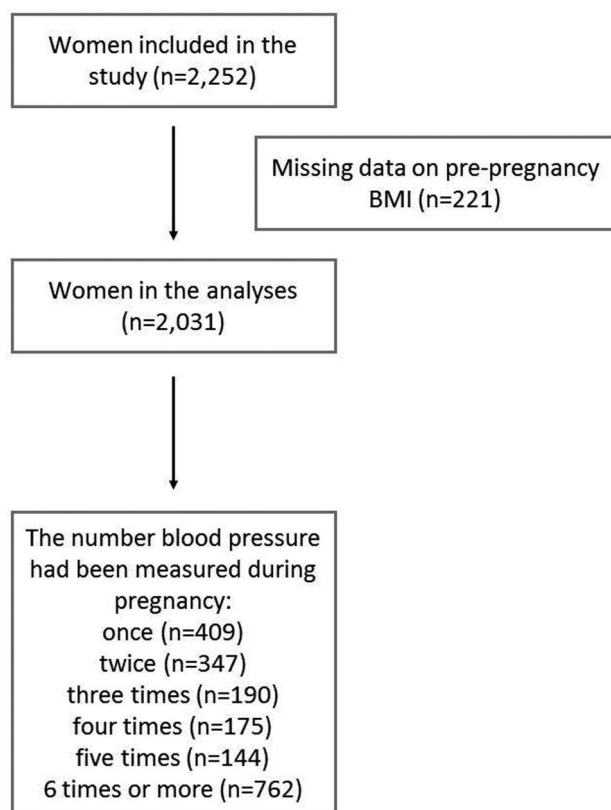 Women included in the
study (n=2,252)
Missing data on pre-pregnancy
BMI (n=221)
Women in the analyses
(n=2,031)
The number blood pressure
had been measured during
pregnancy:
once (n=409)
twice (n=347)
three times (n=190)
four times (n=175)
five times (n=144)
6 times or more (n=762)